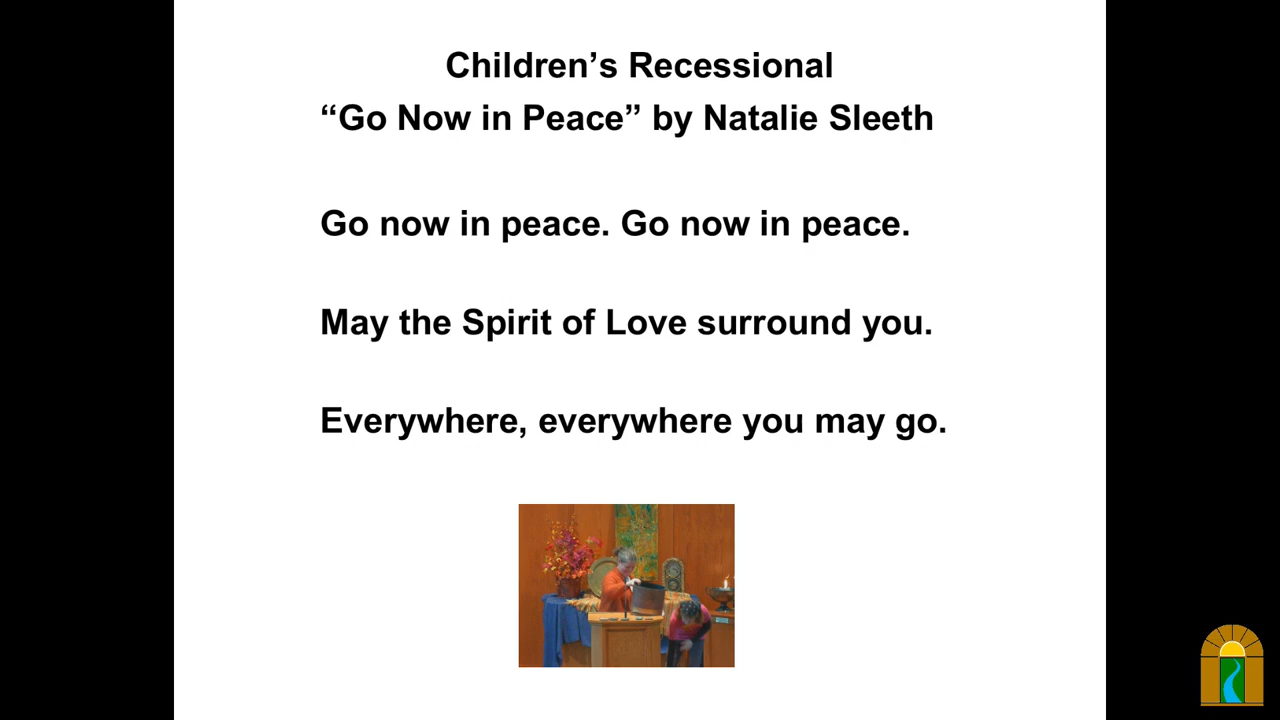 Children’s Recessional
“Go Now in Peace” by Natalie Sleeth
Go now in peace. Go now in peace.
May the Spirit of Love surround you.
Everywhere, everywhere you may go.